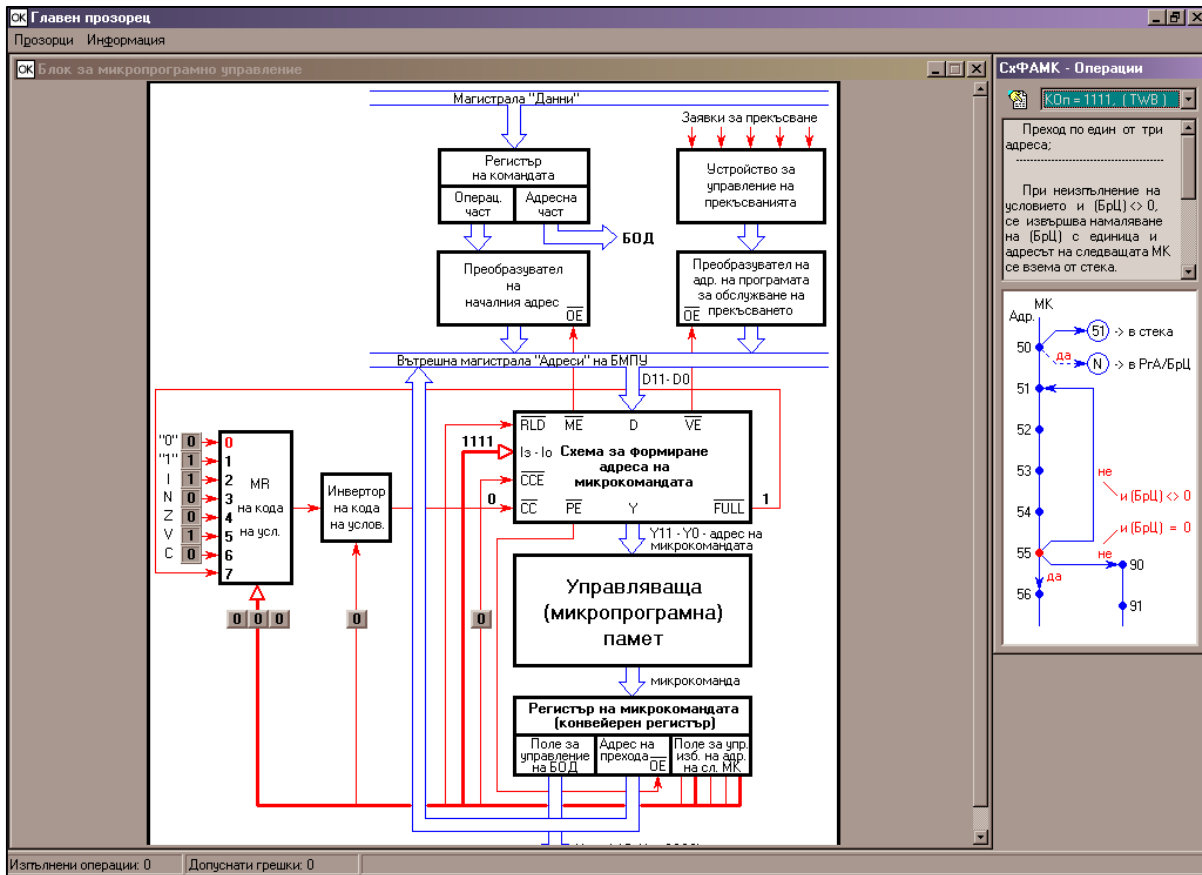 Главен прозорец
Прозорци Информация
Блок за микропрограмно управление
Магистрала "Данни"
Заявки за прекъсване
Регистър
на командата
Операц.
част
Адресна
част
БОД
Устройство за
управление на
прекъсванията
Преобразувател
на
началния адрес
OE
Преобразувател на
адр. на програмата
за обслужване на
прекъсването
OE
Вътрешна магистрала "Адреси" на БМПУ
D11- D0
RLD ME D VE
1111
I3 - I0
Схема за формиране
адреса на
микрокомандата
CCE
0
CC PE Y FULL
1
"0" 0 0
"1" 1 1
I 1 2
N 0 3
Z 0 4
V 1 5
C 0 6
7
MR
на кода
на усл.
Инвертор
на кода
на услов.
0 0 0
0
0
Y11 - Y0 - адрес на
микрокомандата
Управляваща
(микропрограмна)
памет
микрокоманда
Регистър на микрокомандата
(конвейерен регистър)
Поле за
управление
на БОД
Адрес на
прехода
OE
Поле за упр.
изб. на адр.
на сл. МК
СхФАМК - Операции
КОп = 1111, ( TWB )
Преход по един от три
адреса;
При неизпълнение на
условието и (БрЦ) <> 0,
се извършва намаляване
на (БрЦ) с единица и
адресът на следващата МК
се взема от стека.
МК
Адр.
50
51 -> в стека
да
N -> в РгА/БрЦ
51
52
53
не
и (БрЦ) <> 0
54
и (БрЦ) = 0
55
не
90
да
56
91
Изпълнени операции: 0
Допуснати грешки: 0